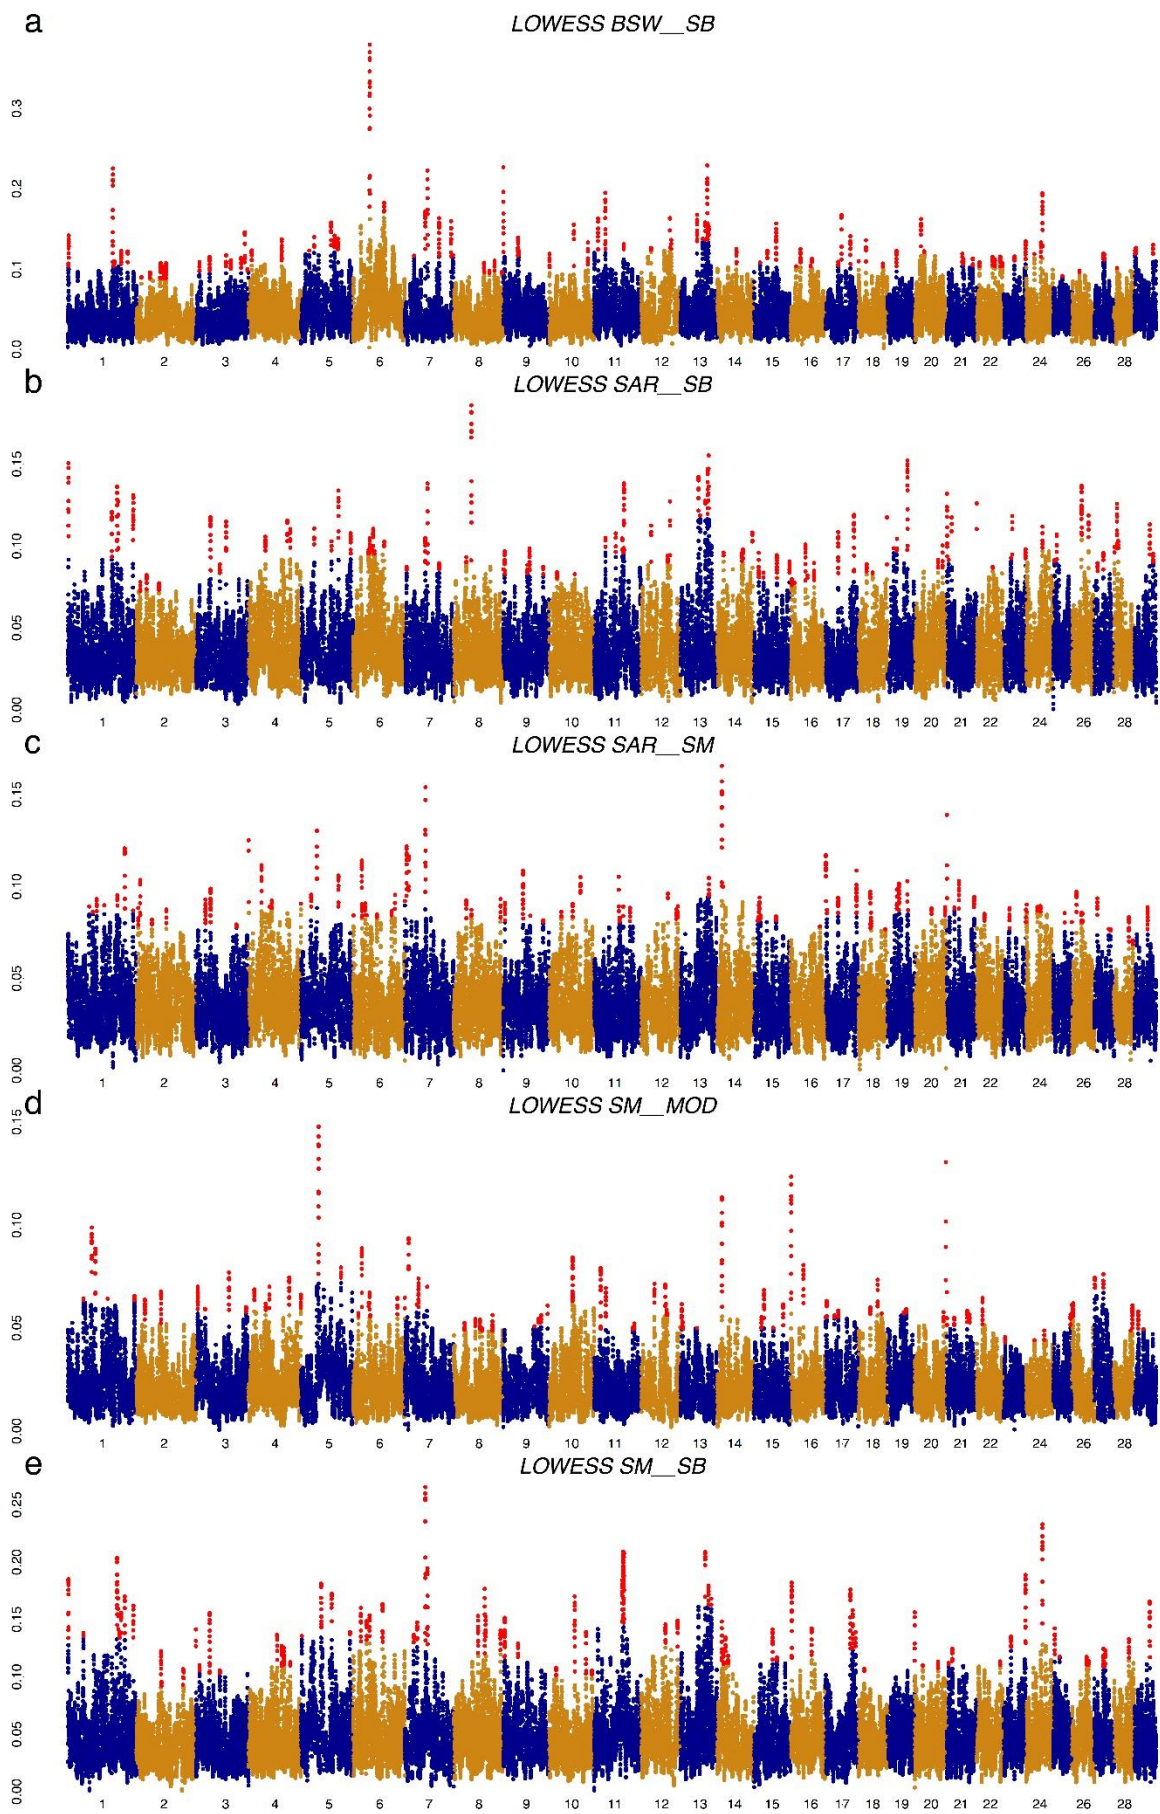 a
LOWESS BSW__SB
0.3
0.2
0.1
0.0
1 2 3 4 5 6 7 8 9 10 11 12 13 14 15 16 17 18 19 20 21 22 24 26 28
b
LOWESS SAR__SB
0.15
0.10
0.05
0.00
1 2 3 4 5 6 7 8 9 10 11 12 13 14 15 16 17 18 19 20 21 22 24 26 28
c
LOWESS SAR__SM
0.15
0.10
0.05
0.00
1 2 3 4 5 6 7 8 9 10 11 12 13 14 15 16 17 18 19 20 21 22 24 26 28
d
LOWESS SM__MOD
0.15
0.10
0.05
0.00
1 2 3 4 5 6 7 8 9 10 11 12 13 14 15 16 17 18 19 20 21 22 24 26 28
e
LOWESS SM__SB
0.25
0.20
0.15
0.10
0.05
0.00
1 2 3 4 5 6 7 8 9 10 11 12 13 14 15 16 17 18 19 20 21 22 24 26 28